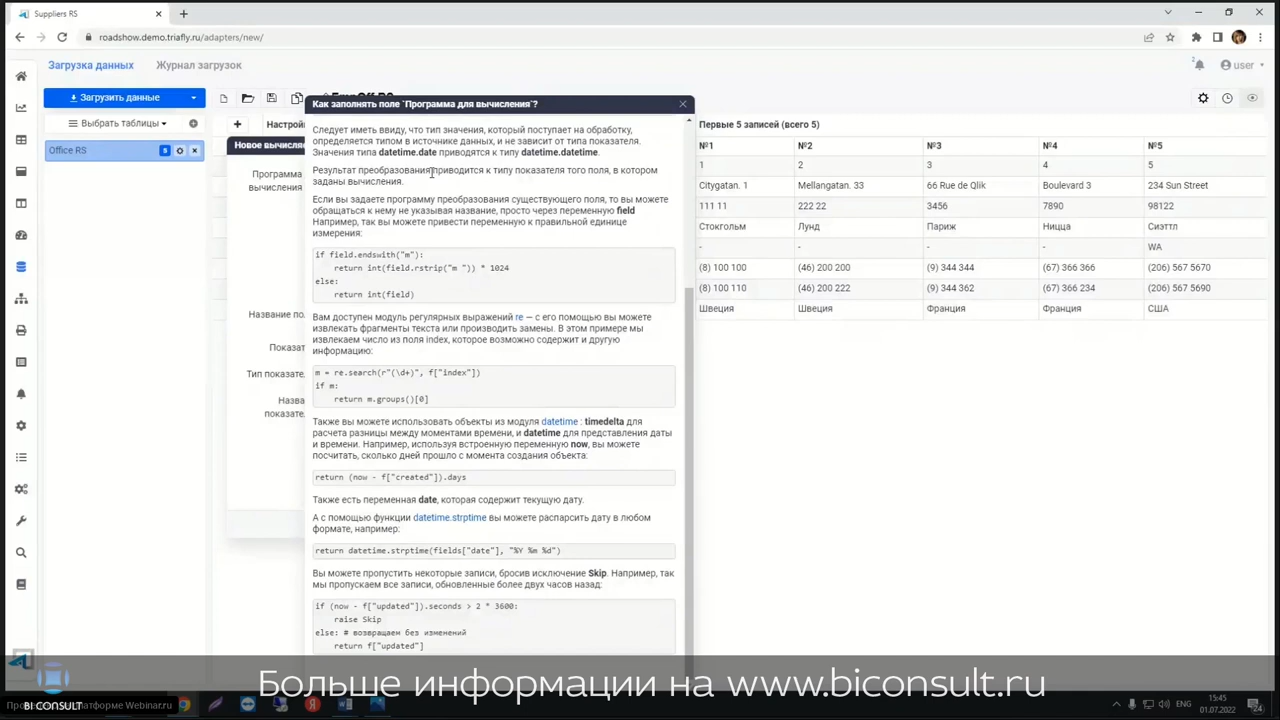 Suppliers RS
roadshow.demo.triafly.ru/adapters/new/
Загрузка данных
Журнал загрузок
user
Загрузить данные
Выбрать таблицы
Office RS
Настрой
Новое вычисляе
Программа
вычисления
Название по
Показат
Тип показате
Назва
показател
Как заполнять поле `Программа для вычисления`?
Следует иметь ввиду, что тип значения, который поступает на обработку,
определяется типом в источнике данных, и не зависит от типа показателя.
Значения типа datetime.date приводятся к типу datetime.datetime.
Результат преобразования приводится к типу показателя того поля, в котором
заданы вычисления.
Если вы задаете программу преобразования существующего поля, то вы можете
обращаться к нему не указывая название, просто через переменную field
Например, так вы можете привести переменную к правильной единице
измерения:
if field.endswith("m"):
return int(field.rstrip("m ")) * 1024
else:
return int(field)
Вам доступен модуль регулярных выражений re — с его помощью вы можете
извлекать фрагменты текста или производить замены. В этом примере мы
извлекаем число из поля index, которое возможно содержит и другую
информацию:
m = re.search(r"(\d+)", f["index"])
if m:
return m.groups()[0]
Также вы можете использовать объекты из модуля datetime : timedelta для
расчета разницы между моментами времени, и datetime для представления даты
и времени. Например, используя встроенную переменную now, вы можете
посчитать, сколько дней прошло с момента создания объекта:
return (now - f["created"]).days
Также есть переменная date, которая содержит текущую дату.
А с помощью функции datetime.strptime вы можете распарсить дату в любом
формате, например:
return datetime.strptime(fields["date"], "%Y %m %d")
Вы можете пропустить некоторые записи, бросив исключение Skip. Например, так
мы пропускаем все записи, обновленные более двух часов назад:
if (now - f["updated"]).seconds > 2 * 3600:
raise Skip
else: # возвращаем без изменений
return f["updated"]
Первые 5 записей (всего 5)
№1 №2 №3 №4 №5
1 2 3 4 5
Citygatan. 1 Mellangatan. 33 66 Rue de Qlik Boulevard 3 234 Sun Street
111 11 222 22 3456 7890 98122
Стокгольм Лунд Париж Ницца Сиэттл
- - - - WA
(8) 100 100 (46) 200 200 (9) 344 344 (67) 366 366 (206) 567 5670
(8) 100 110 (46) 200 222 (9) 344 362 (67) 366 234 (206) 567 5690
Швеция Швеция Франция Франция США
Больше информации на www.biconsult.ru
BI CONSULT
латформе Webinar.ru
ENG
15:45
01.07.2022